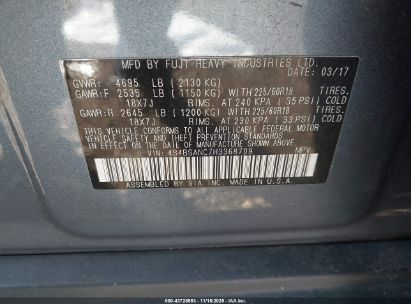 MFD BY FUJI HEAVY INDUSTRIES LTD.
DATE: 03/17
GVWR: 4695 LB (2130 KG)
GAWR:F 2535 LB (1150 KG) WITH 225/60R18 TIRES.
18X7J RIMS. AT 240 KPA (35 PSI) COLD
GAWR:R 2645 LB (1200 KG) WITH 225/60R18 TIRES.
18X7J RIMS. AT 230 KPA (33 PSI) COLD
THIS VEHICLE CONFORMS TO ALL APPLICABLE FEDERAL MOTOR
VEHICLE SAFETY AND THEFT PREVENTION STANDARDS IN
EFFECT ON THE DATE OF MANUFACTURE SHOWN ABOVE.
VIN: 4S4BSANC7H3368709
ASSEMBLED BY SIA. INC. IN U.S.A.